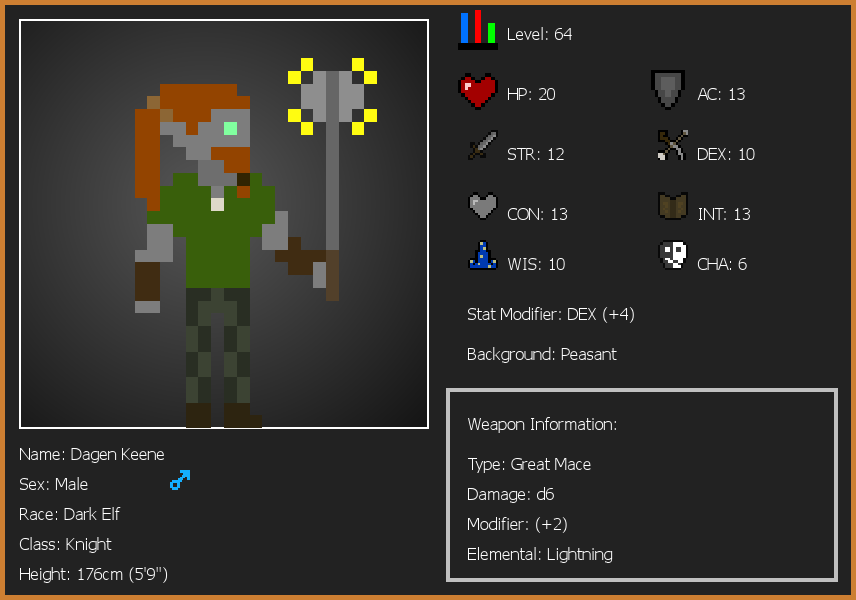 Level: 64
HP: 20
AC: 13
STR: 12
DEX: 10
CON: 13
INT: 13
WIS: 10
CHA: 6
Stat Modifier: DEX (+4)
Background: Peasant
Weapon Information:
Type: Great Mace
Damage: d6
Modifier: (+2)
Elemental: Lightning
Name: Dagen Keene
Sex: Male
Race: Dark Elf
Class: Knight
Height: 176cm (5'9")